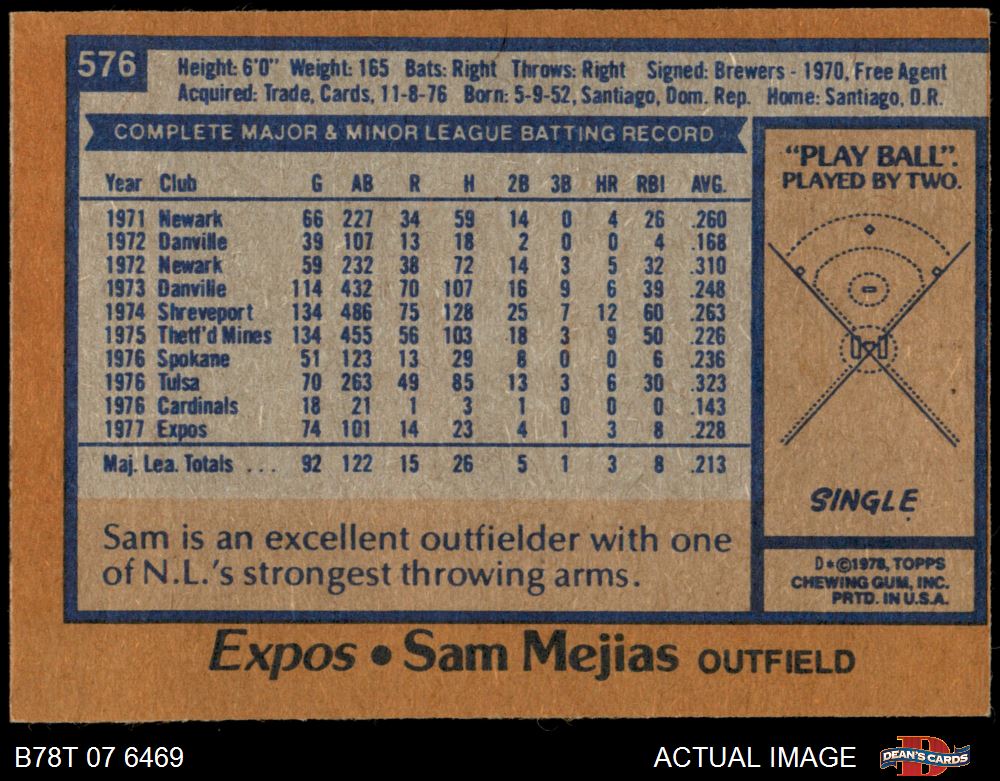 576
Height: 6'0" Weight: 165 Bats: Right Throws: Right Signed: Brewers - 1970, Free Agent
Acquired: Trade, Cards, 11-8-76 Born: 5-9-52, Santiago, Dom. Rep. Home: Santiago, D.R.
COMPLETE MAJOR & MINOR LEAGUE BATTING RECORD
Year Club G AB R H 2B 3B HR RBI AVG.
1971 Newark 66 227 34 59 14 0 4 26 .260
1972 Danville 39 107 13 18 2 0 0 4 .168
1972 Newark 59 232 38 72 14 3 5 32 .310
1973 Danville 114 432 70 107 16 9 6 39 .248
1974 Shreveport 134 486 75 128 25 7 12 60 .263
1975 Thetf'd Mines 134 455 56 103 18 3 9 50 .226
1976 Spokane 51 123 13 29 8 0 0 6 .236
1976 Tulsa 70 263 49 85 13 3 6 30 .323
1976 Cardinals 18 21 1 3 1 0 0 0 .143
1977 Expos 74 101 14 23 4 1 3 8 .228
Maj. Lea. Totals ... 92 122 15 26 5 1 3 8 .213
Sam is an excellent outfielder with one
of N.L.'s strongest throwing arms.
"PLAY BALL".
PLAYED BY TWO.
SINGLE
D*©1978, TOPPS
CHEWING GUM, INC.
PRTD. IN U.S.A.
Expos • Sam Mejias OUTFIELD
B78T 07 6469
ACTUAL IMAGE
DEAN'S CARDS